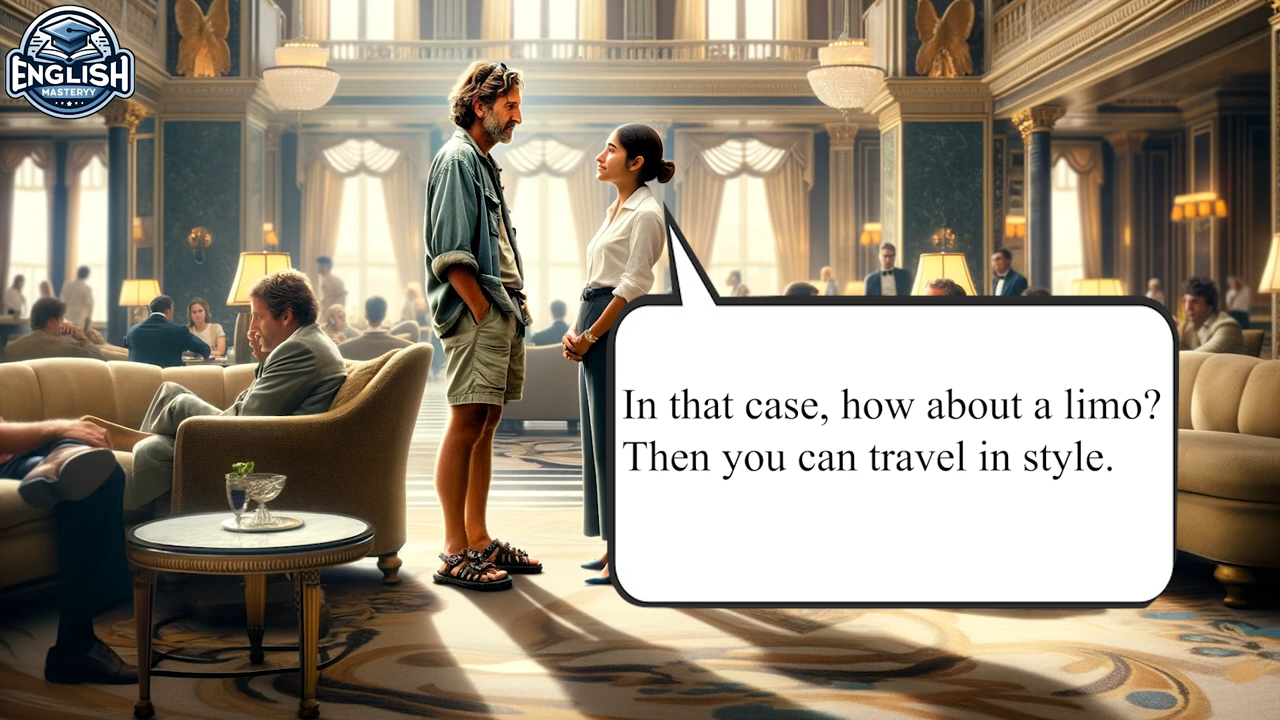 ENGLISH
MASTERYY
In that case, how about a limo?
Then you can travel in style.